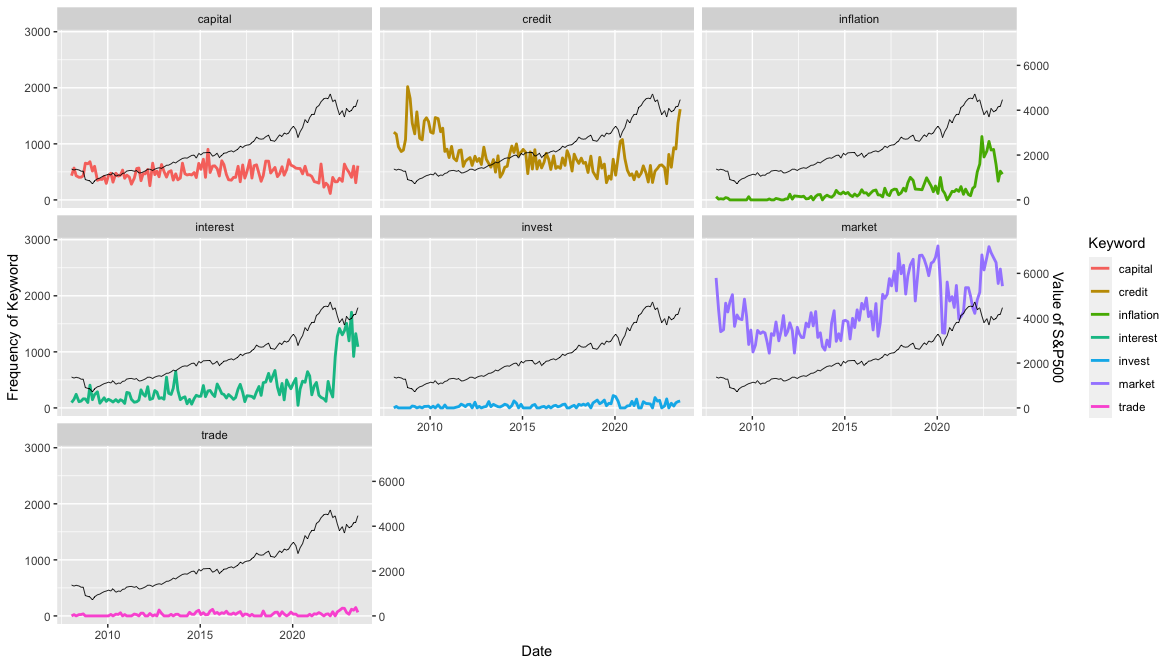 capital
credit
inflation
3000
2000
1000
0
6000
4000
2000
0
interest
invest
market
3000
2000
1000
0
2010
2015
2020
2010
2015
2020
6000
4000
2000
0
trade
3000
2000
1000
0
6000
4000
2000
0
2010
2015
2020
Date
Frequency of Keyword
Value of S&P500
Keyword
capital
credit
inflation
interest
invest
market
trade